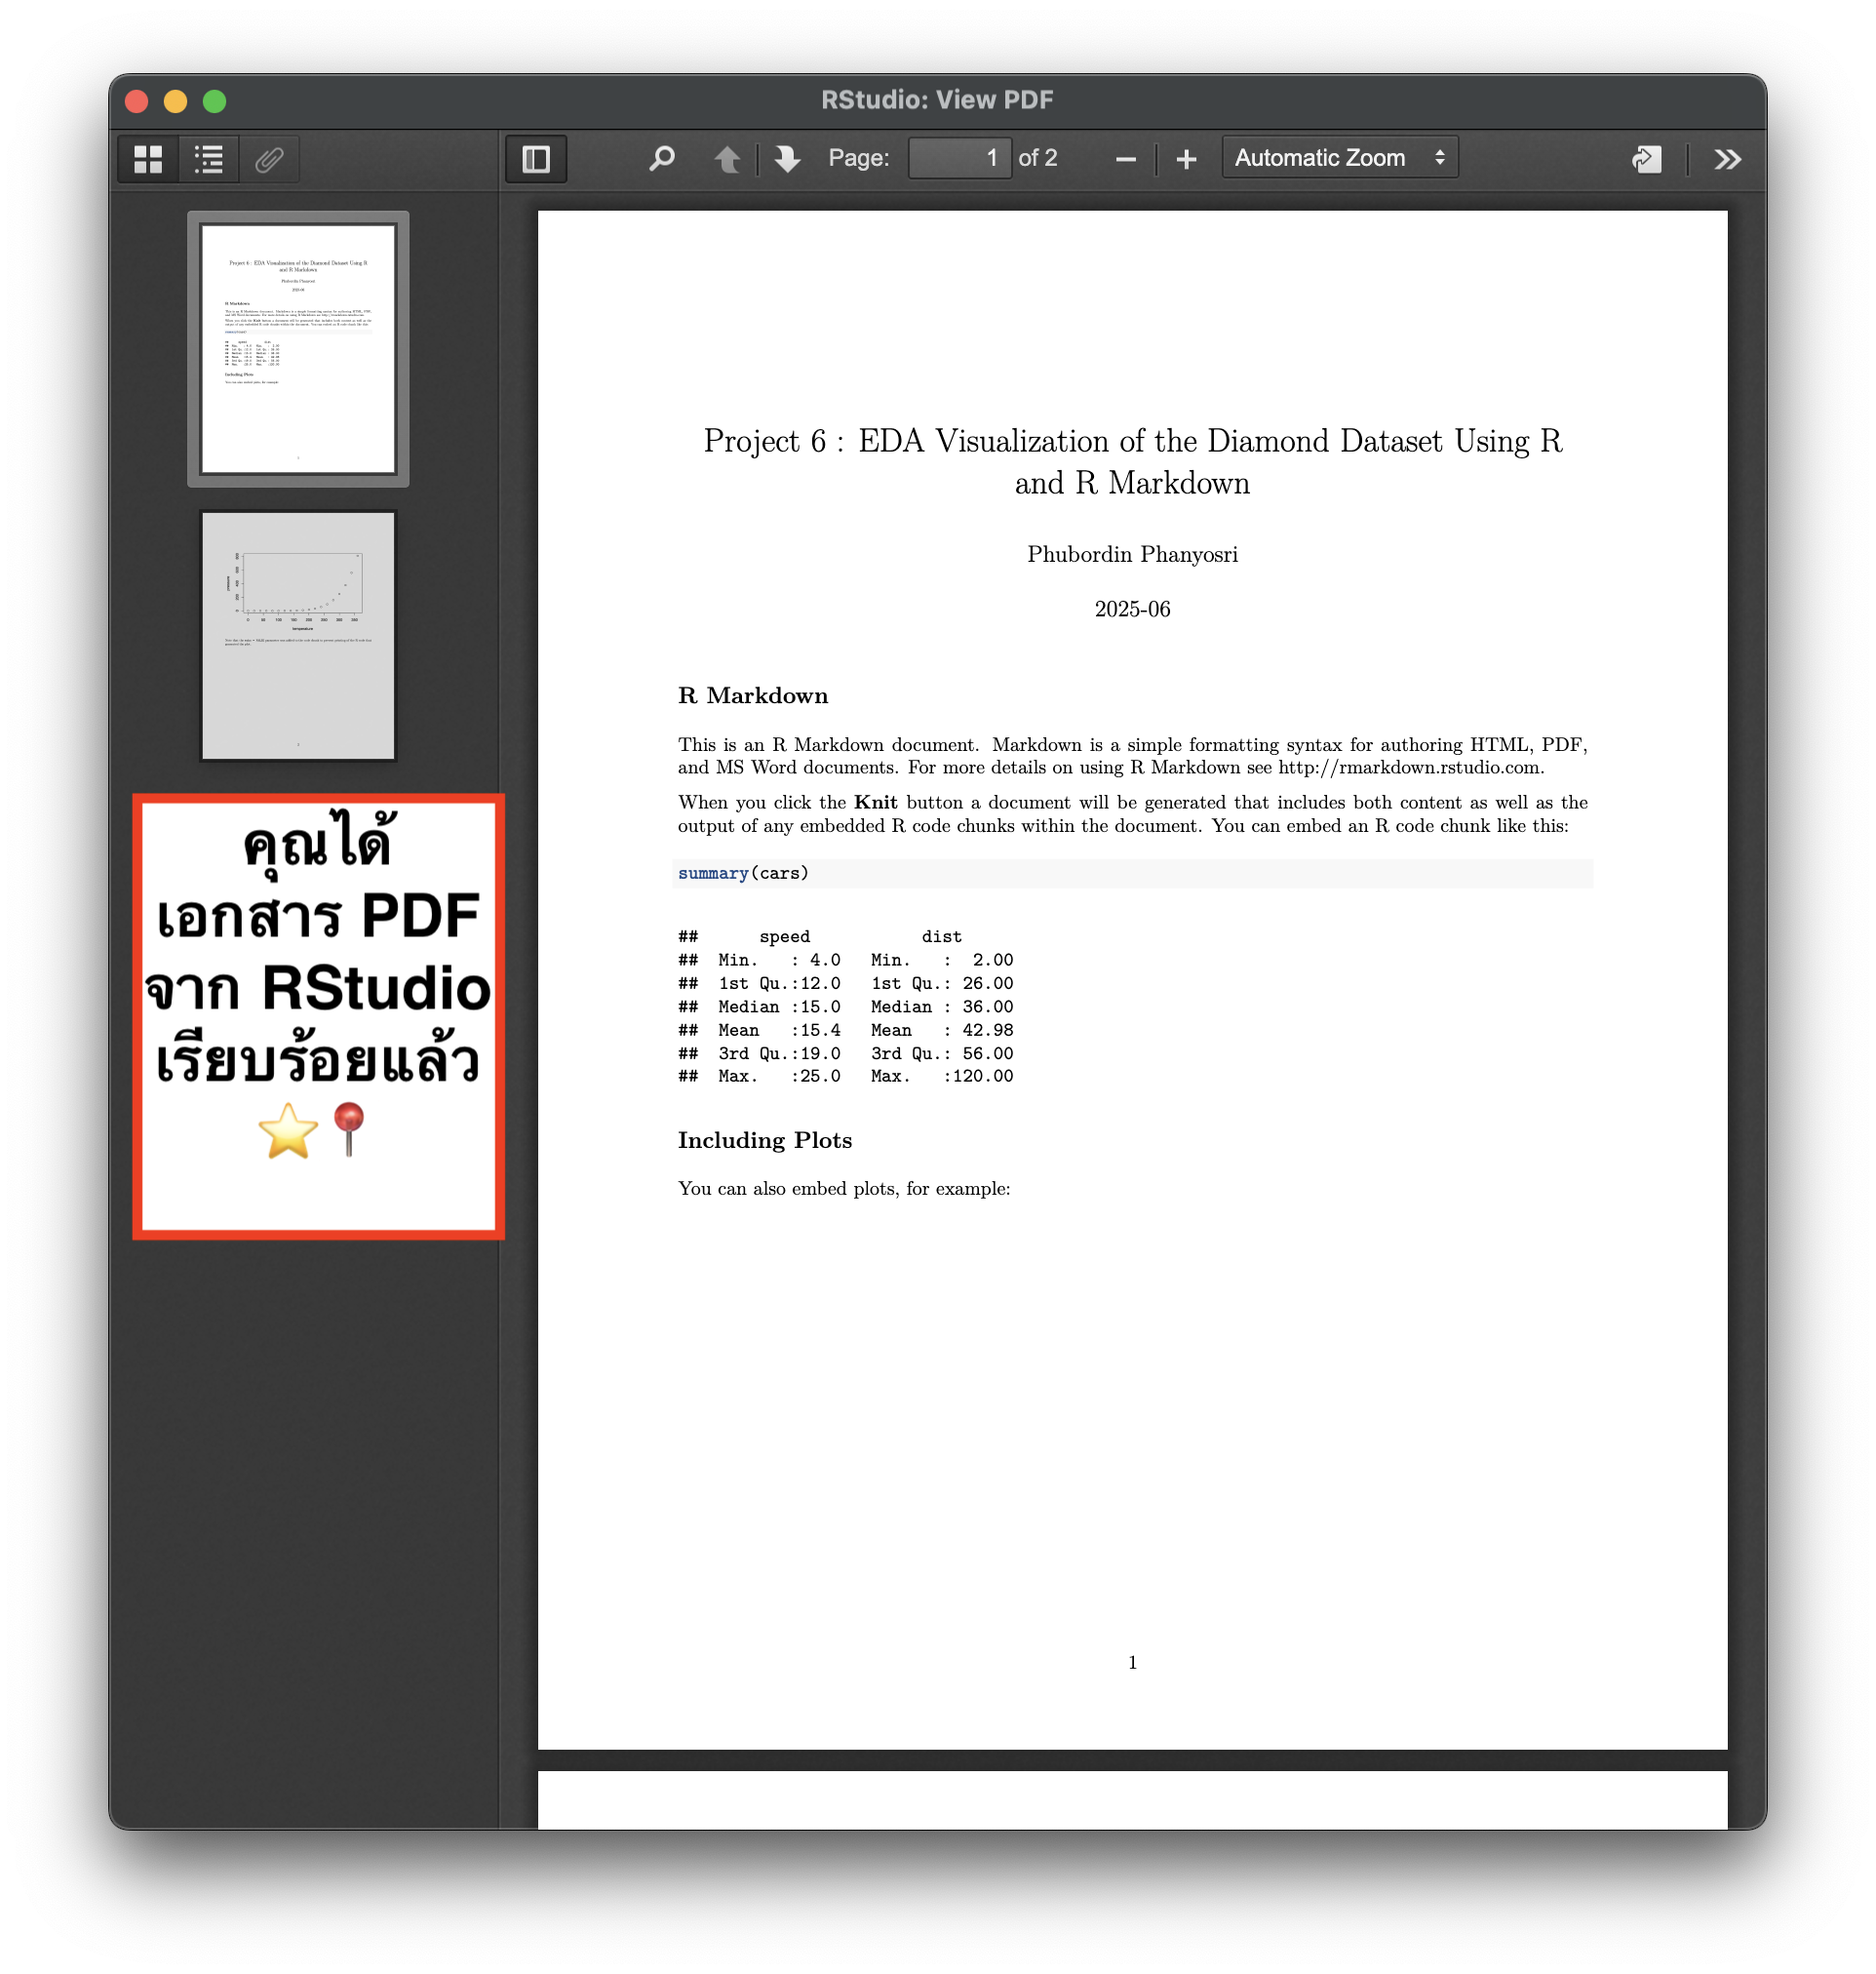 RStudio: View PDF
Page: 1 of 2 Automatic Zoom
Project 6 : EDA Visualization of the Diamond Dataset Using R
and R Markdown
Phubordin Phanyosri
2025-06
R Markdown
This is an R Markdown document. Markdown is a simple formatting syntax for authoring HTML, PDF,
and MS Word documents. For more details on using R Markdown see http://rmarkdown.rstudio.com.
When you click the Knit button a document will be generated that includes both content as well as the
output of any embedded R code chunks within the document. You can embed an R code chunk like this:
summary(cars)
##      speed           dist
##  Min.   : 4.0   Min.   :  2.00
##  1st Qu.:12.0   1st Qu.: 26.00
##  Median :15.0   Median : 36.00
##  Mean   :15.4   Mean   : 42.98
##  3rd Qu.:19.0   3rd Qu.: 56.00
##  Max.   :25.0   Max.   :120.00
Including Plots
You can also embed plots, for example:
1
คุณได้
เอกสาร PDF
จาก RStudio
เรียบร้อยแล้ว
⭐📍